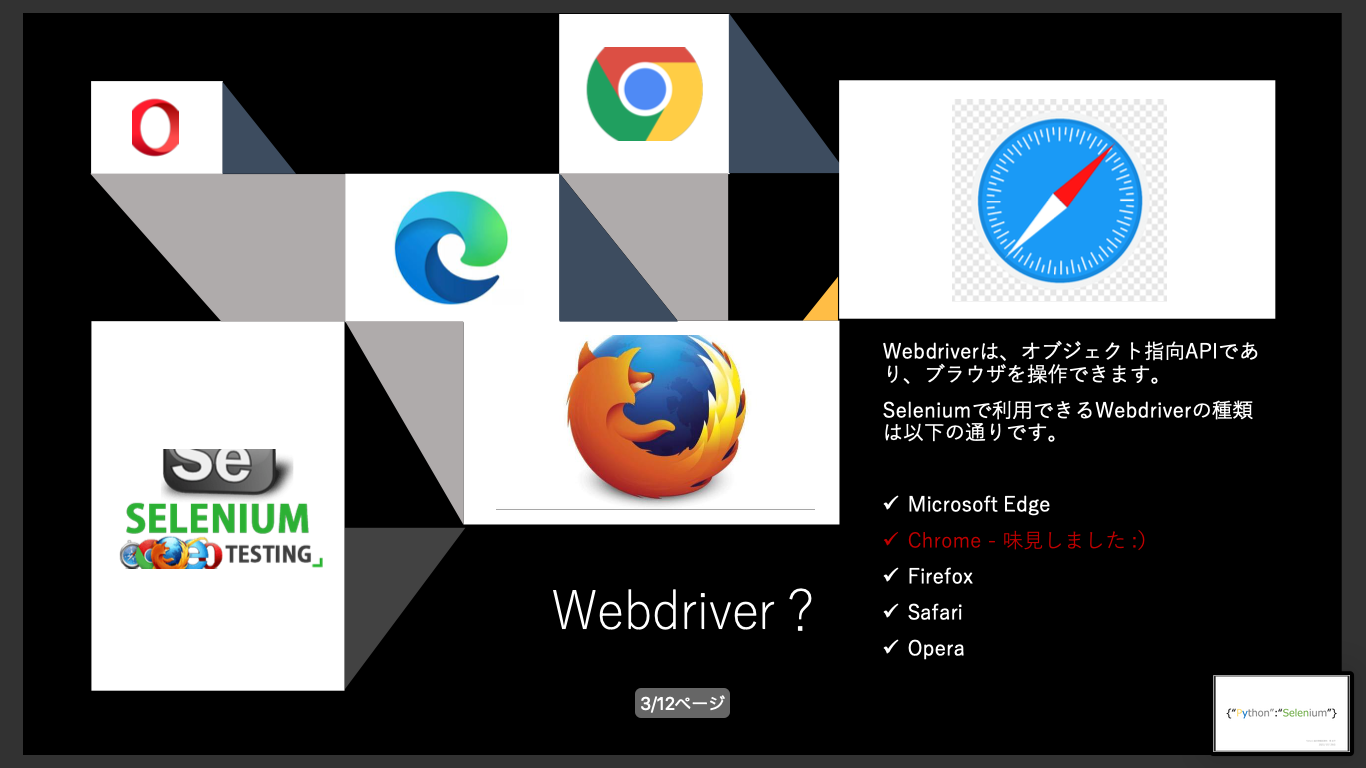 Webdriverは、オブジェクト指向APIであ
り、ブラウザを操作できます。
Seleniumで利用できるWebdriverの種類
は以下の通りです。
✓ Microsoft Edge
✓ Chrome - 味見しました :)
✓ Firefox
✓ Safari
✓ Opera
Se
SELENIUM
TESTING
Webdriver？
3/12ページ
{“Python”:“Selenium”}